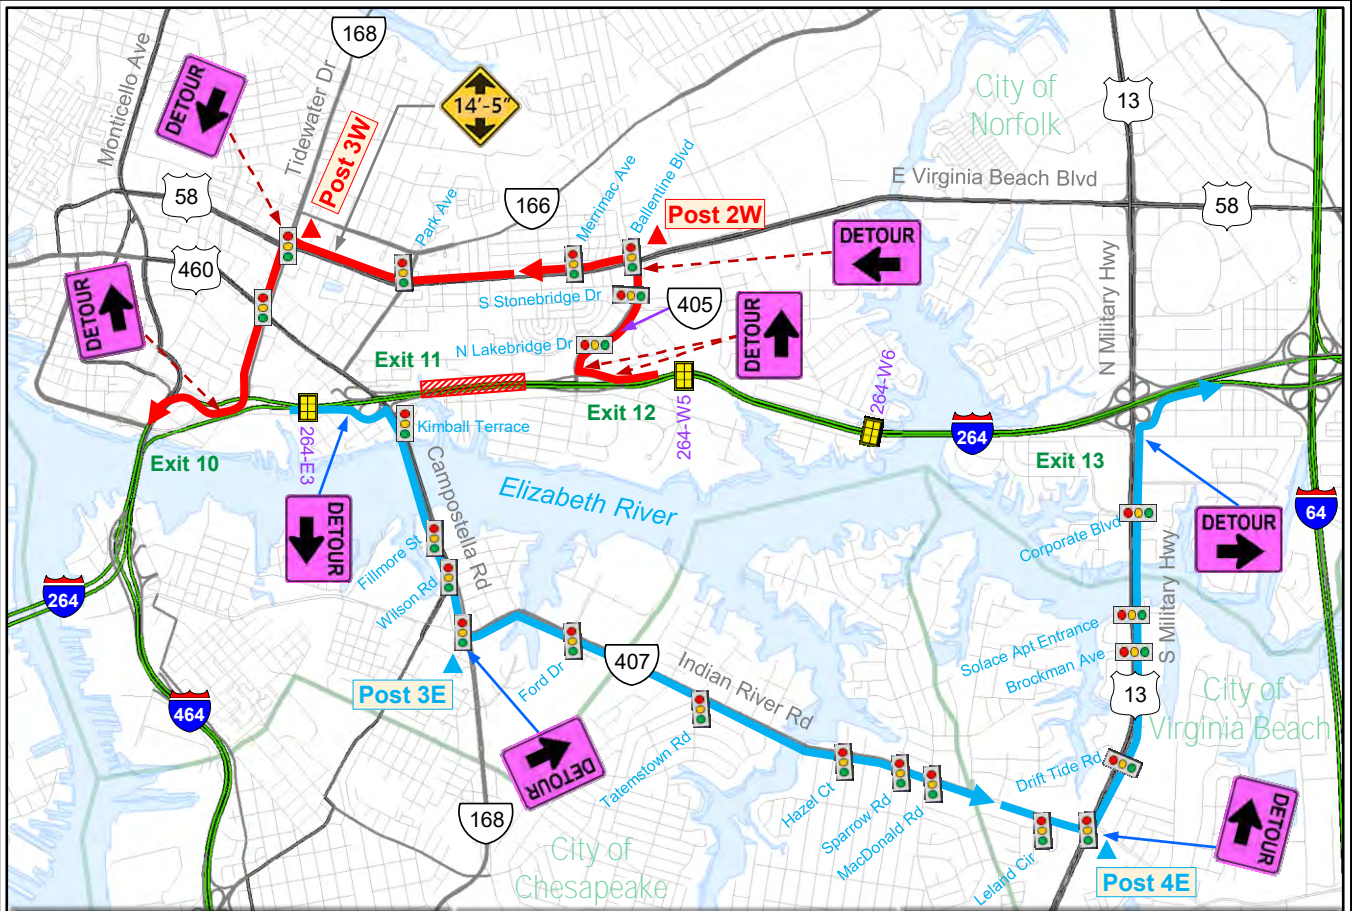 168
Monticello Ave
DETOUR
Tidewater Dr
14'-5"
Post 3W
City of
Norfolk
13
58
166
Park Ave
Merrimac Ave
Ballentine Blvd
Post 2W
E Virginia Beach Blvd
58
460
DETOUR
DETOUR
S Stonebridge Dr
405
DETOUR
N Lakebridge Dr
N Military Hwy
Exit 11
Exit 12
264-W5
264-W6
Kimball Terrace
264
Exit 13
Exit 10
264-E3
Campostella Rd
Elizabeth River
DETOUR
Corporate Blvd
DETOUR
64
Fillmore St
Wilson Rd
264
S Military Hwy
Solace Apt Entrance
Brockman Ave
407
Indian River Rd
Post 3E
Ford Dr
13
City of
Virginia Beach
464
DETOUR
Tatemstown Rd
Drift Tide Rd
Hazel Ct
Sparrow Rd
MacDonald Rd
DETOUR
168
City of
Chesapeake
Leland Cir
Post 4E